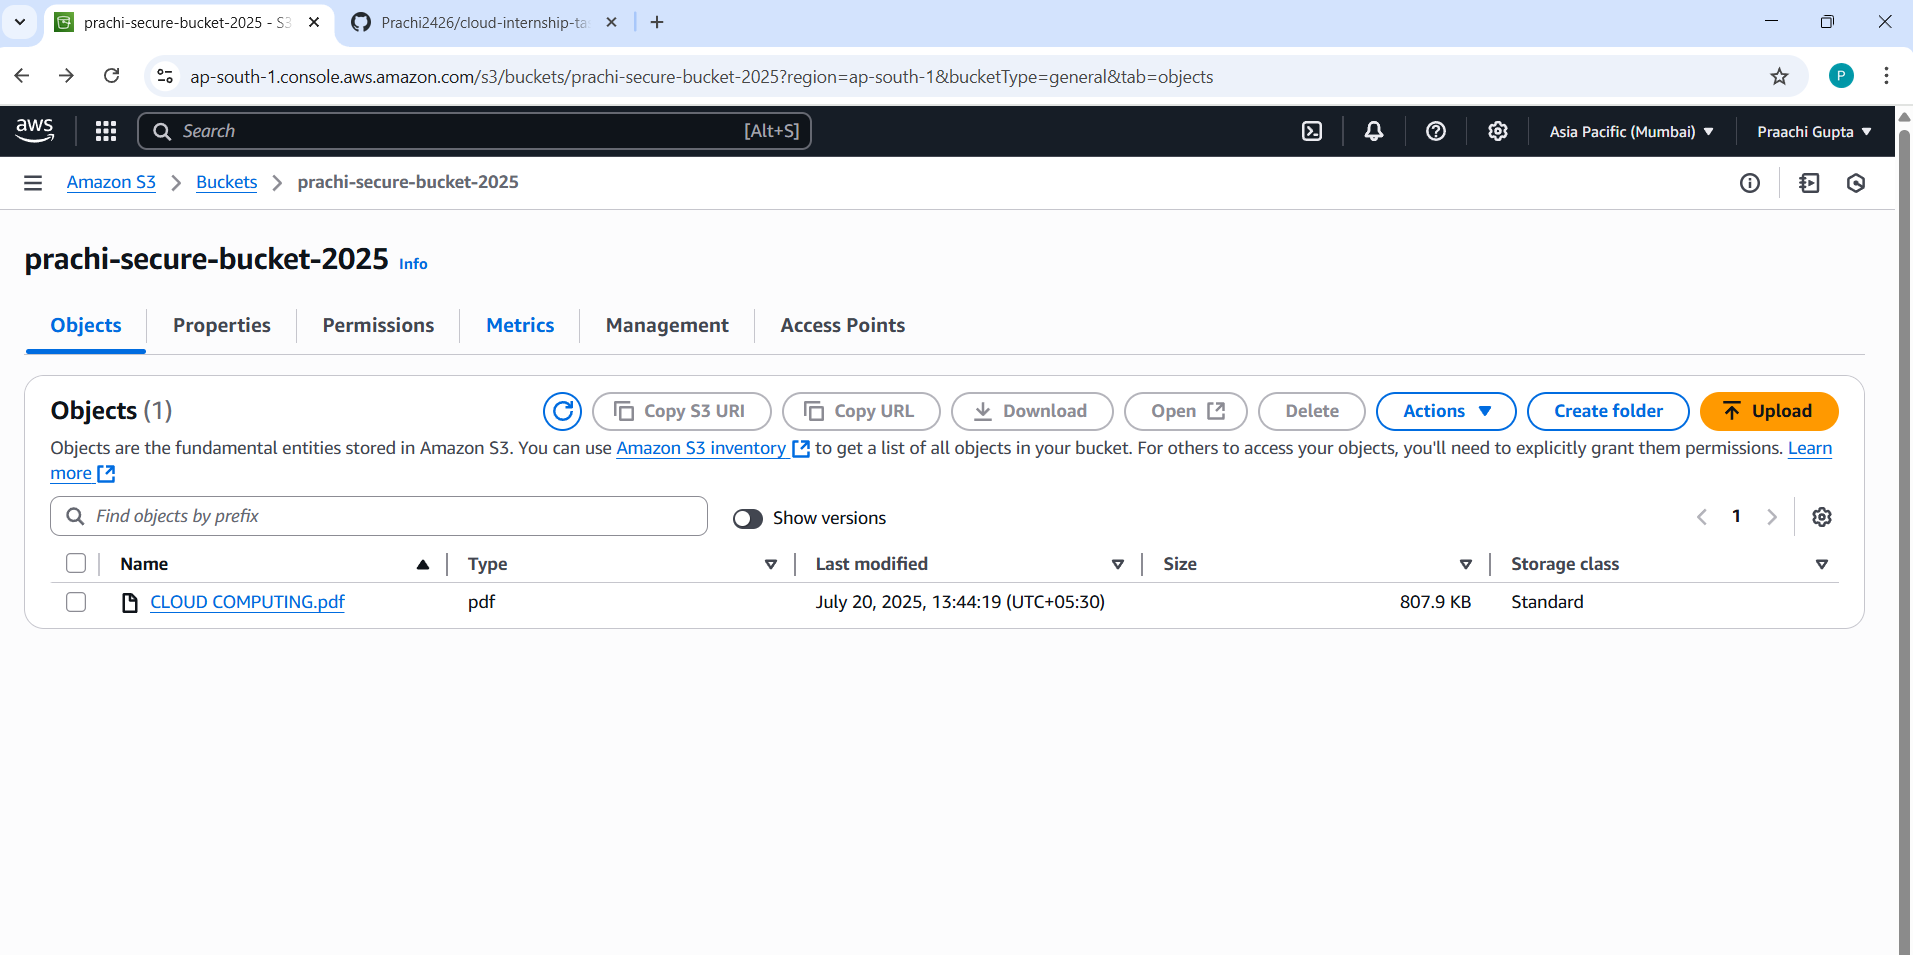 prachi-secure-bucket-2025 - S3
Prachi2426/cloud-internship-tas
ap-south-1.console.aws.amazon.com/s3/buckets/prachi-secure-bucket-2025?region=ap-south-1&bucketType=general&tab=objects
P
aws
Search
[Alt+S]
Asia Pacific (Mumbai)
Praachi Gupta
Amazon S3
Buckets
prachi-secure-bucket-2025
prachi-secure-bucket-2025 Info
Objects
Properties
Permissions
Metrics
Management
Access Points
Objects (1)
Copy S3 URI
Copy URL
Download
Open
Delete
Actions
Create folder
Upload
Objects are the fundamental entities stored in Amazon S3. You can use Amazon S3 inventory to get a list of all objects in your bucket. For others to access your objects, you'll need to explicitly grant them permissions. Learn
more
Find objects by prefix
Show versions
1
Name
Type
Last modified
Size
Storage class
CLOUD COMPUTING.pdf
pdf
July 20, 2025, 13:44:19 (UTC+05:30)
807.9 KB
Standard